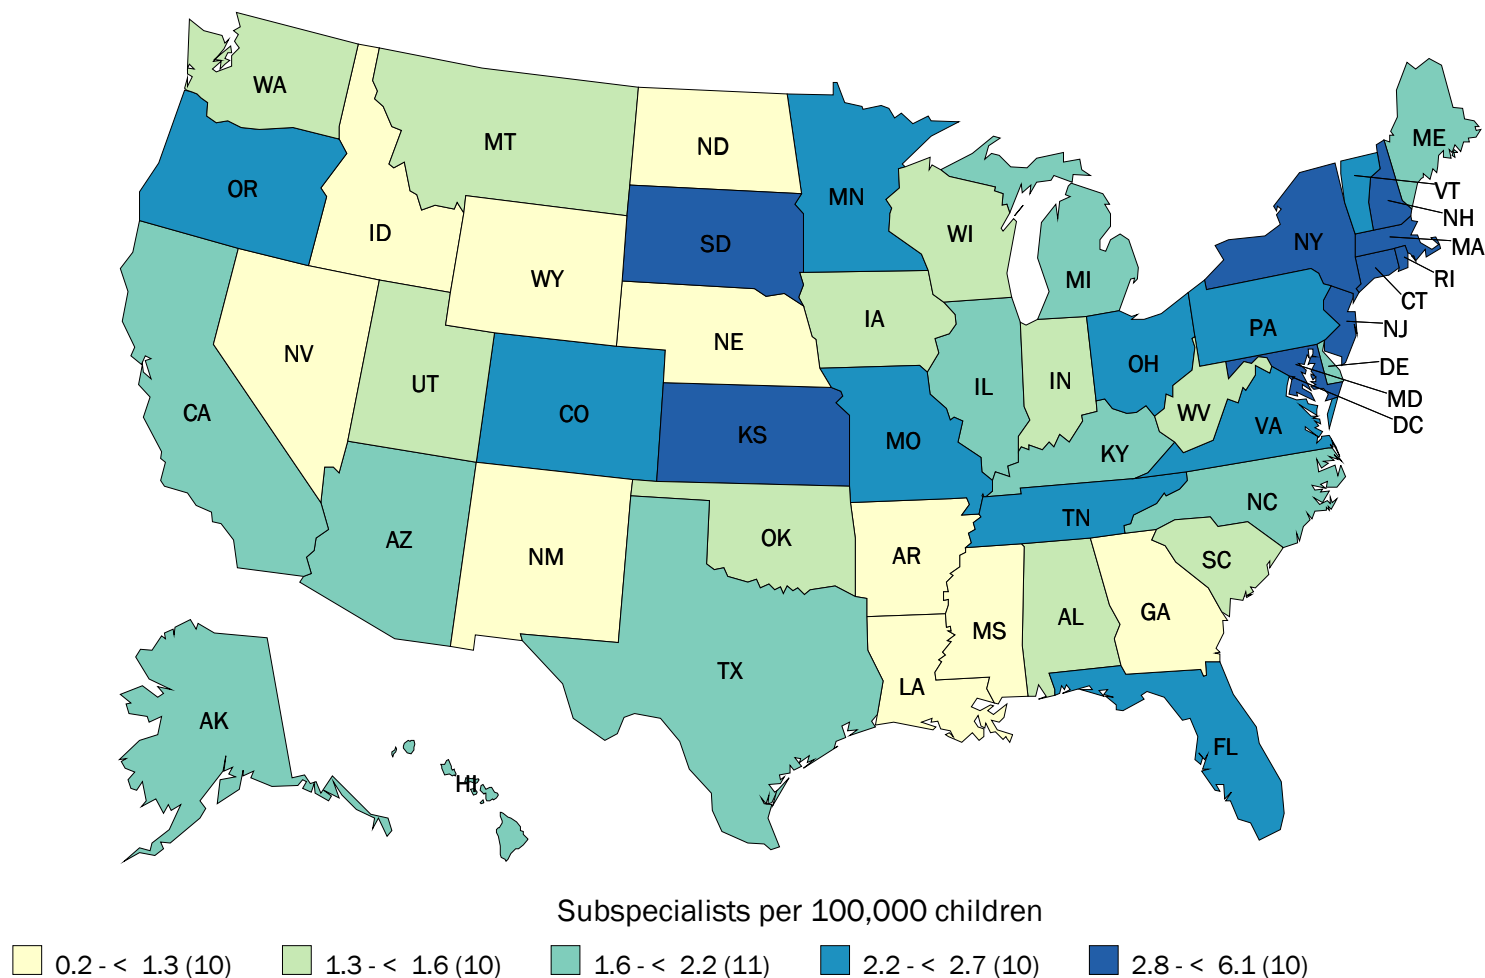 WA
MT
ND
ME
OR
MN
VT
ID
SD
WI
NH
NY
MA
WY
MI
RI
CT
IA
PA
NJ
NE
NV
OH
DE
UT
IL
IN
MD
CA
CO
WV
DC
KS
MO
VA
KY
NC
TN
AZ
OK
NM
AR
SC
GA
AL
MS
TX
LA
AK
FL
HI
Subspecialists per 100,000 children
0.2 - < 1.3 (10) 1.3 - < 1.6 (10) 1.6 - < 2.2 (11) 2.2 - < 2.7 (10) 2.8 - < 6.1 (10)